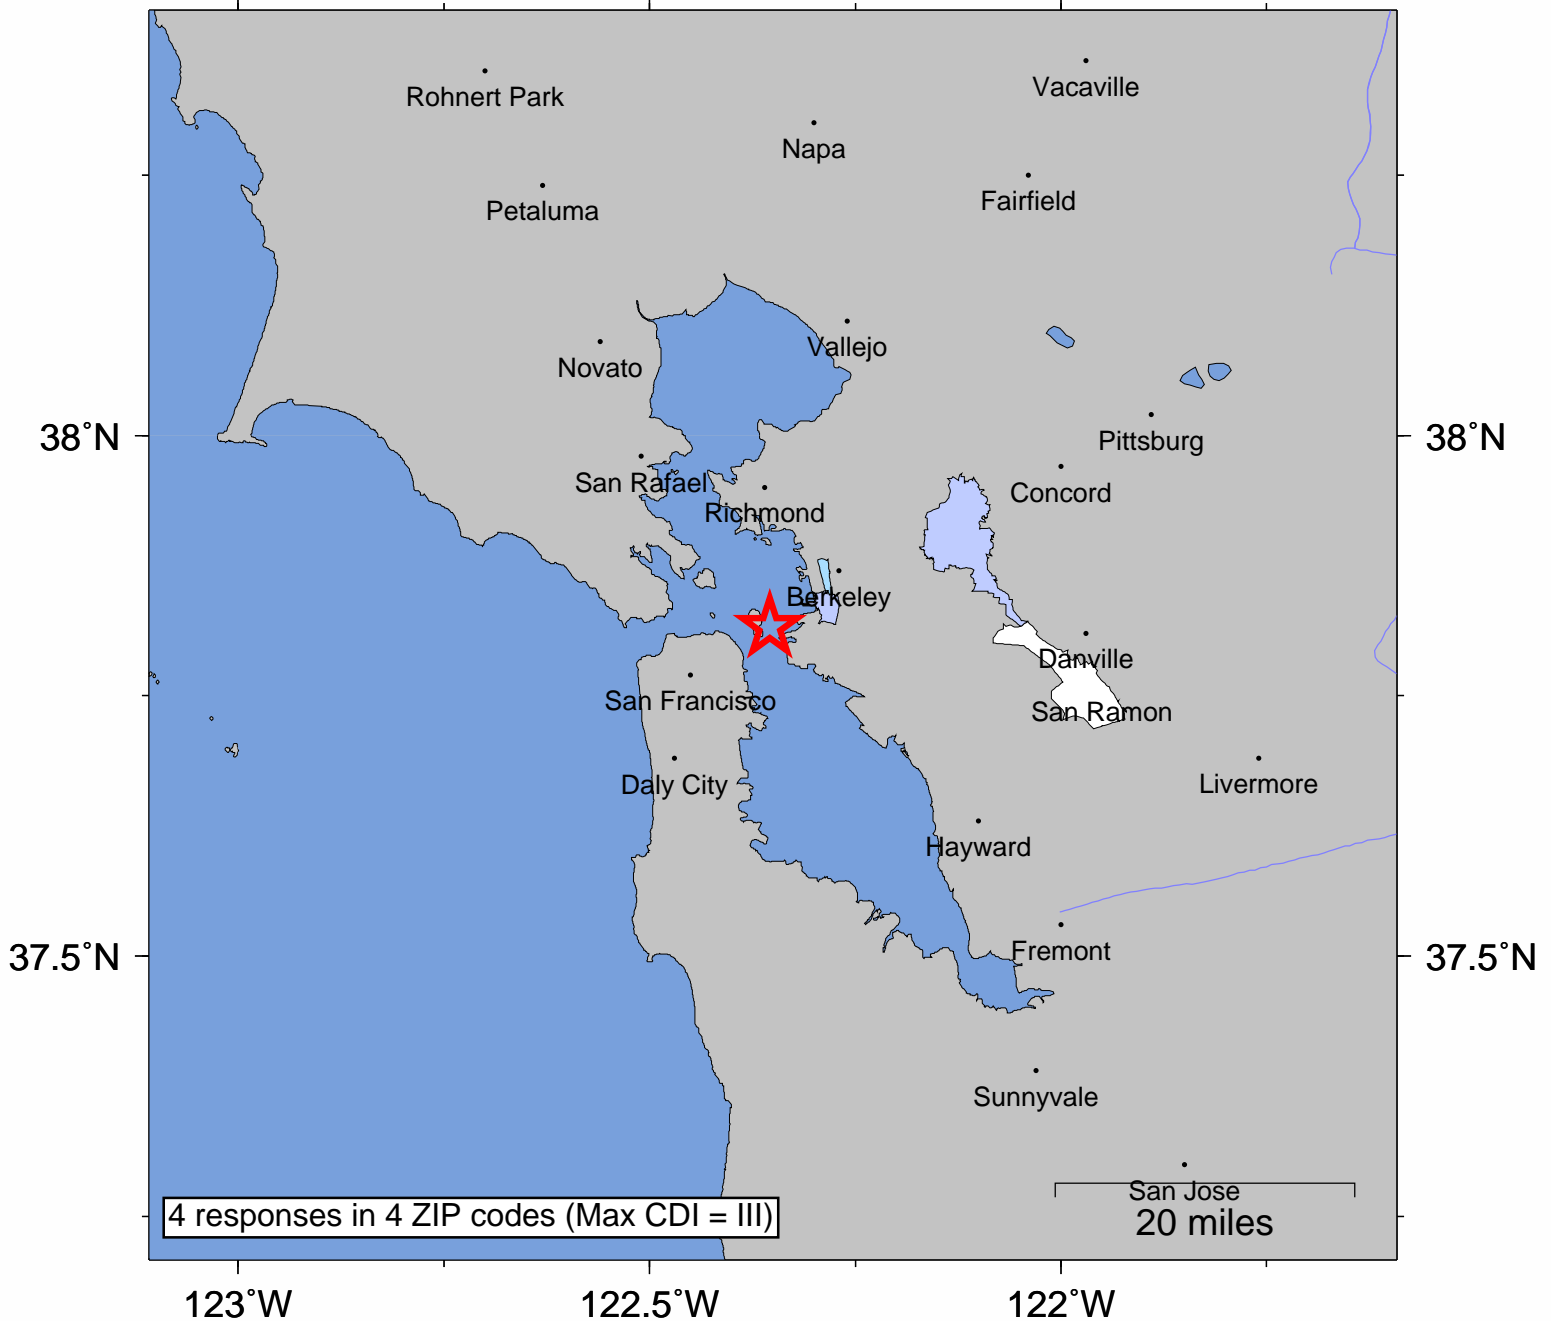 Rohnert Park
Vacaville
Napa
Petaluma
Fairfield
Novato
Vallejo
38°N
Pittsburg
38°N
San Rafael
Concord
Richmond
Berkeley
Danville
San Francisco
San Ramon
Daly City
Livermore
Hayward
37.5°N
Fremont
37.5°N
Sunnyvale
San Jose
4 responses in 4 ZIP codes (Max CDI = III)
20 miles
123°W
122.5°W
122°W